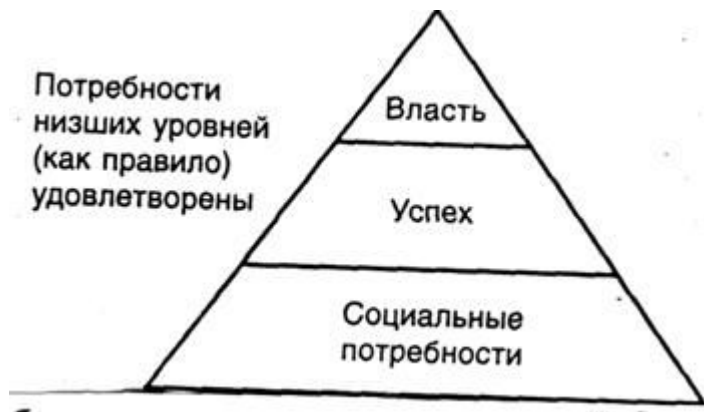 Потребности
низших уровней
(как правило)
удовлетворены
Власть
Успех
Социальные
потребности